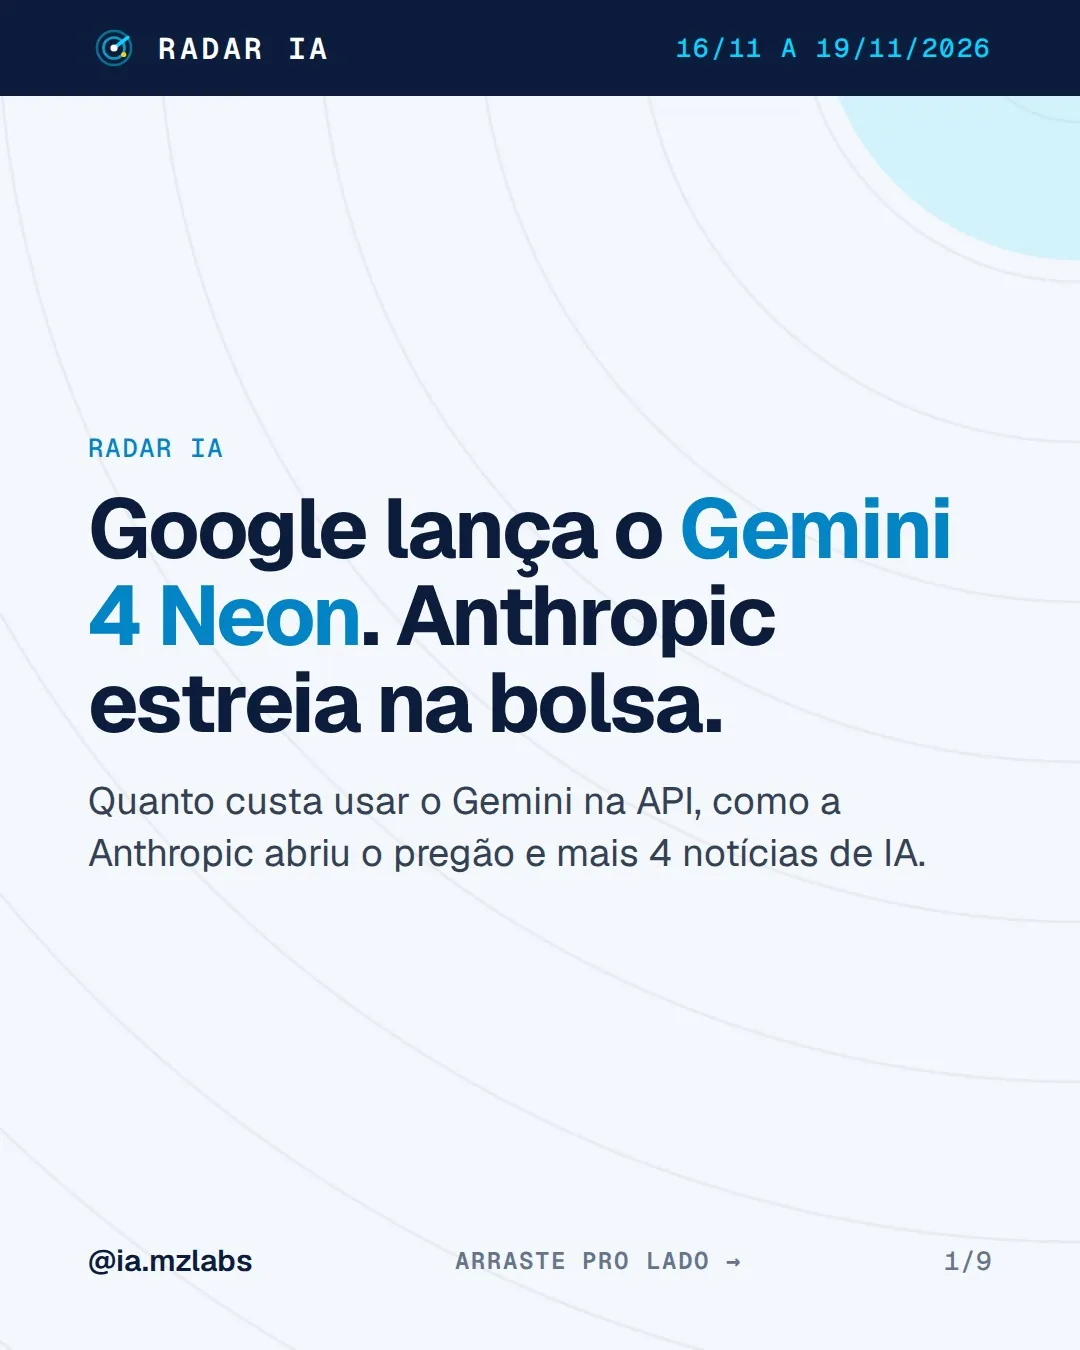 RADAR IA
16/11 A 19/11/2026
RADAR IA
Google lança o Gemini
4 Neon. Anthropic
estreia na bolsa.
Quanto custa usar o Gemini na API, como a
Anthropic abriu o pregão e mais 4 notícias de IA.
@ia.mzlabs
ARRASTE PRO LADO →
1/9